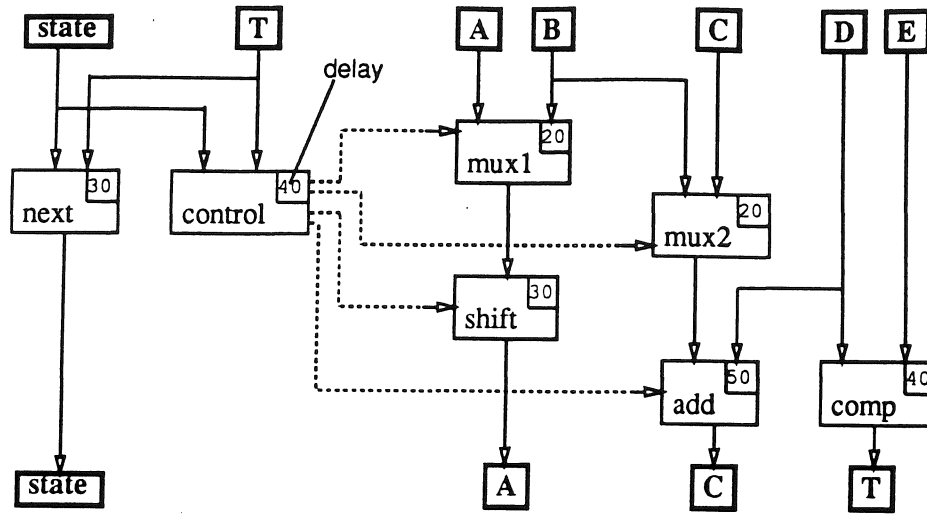 state
T
A
B
C
D
E
delay
20
mux1
30
next
40
control
20
mux2
30
shift
50
add
40
comp
state
A
C
T